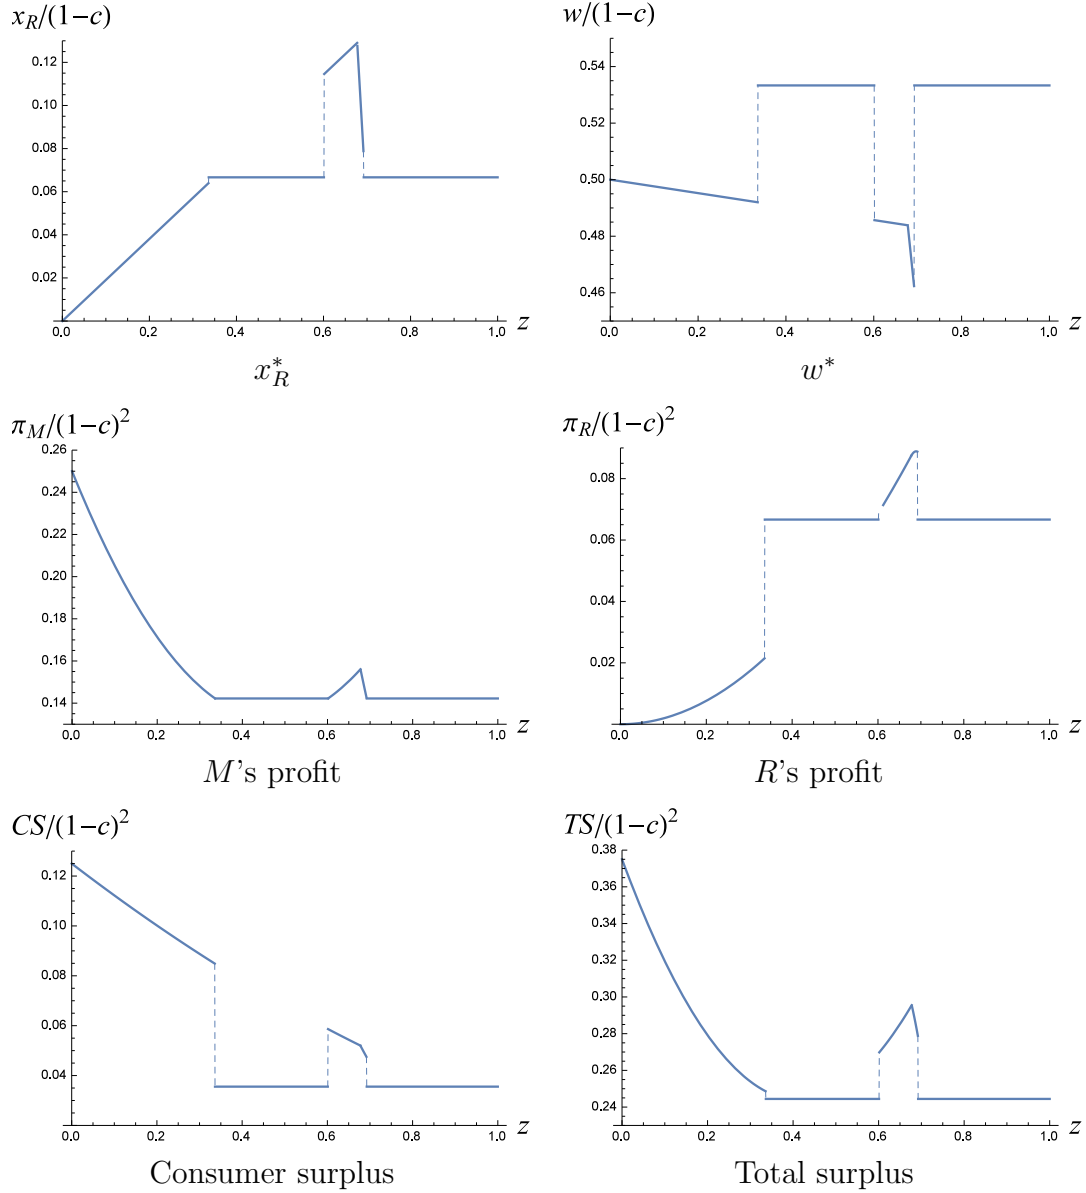 x_R/(1−c)
0.12
0.10
0.08
0.06
0.04
0.02
0.0 0.2 0.4 0.6 0.8 1.0 z
x*_R
w/(1−c)
0.54
0.52
0.50
0.48
0.46
0.0 0.2 0.4 0.6 0.8 1.0 z
w*
π_M/(1−c)²
0.26
0.24
0.22
0.20
0.18
0.16
0.14
0.0 0.2 0.4 0.6 0.8 1.0 z
M's profit
π_R/(1−c)²
0.08
0.06
0.04
0.02
0.0 0.2 0.4 0.6 0.8 1.0 z
R's profit
CS/(1−c)²
0.12
0.10
0.08
0.06
0.04
0.0 0.2 0.4 0.6 0.8 1.0 z
Consumer surplus
TS/(1−c)²
0.38
0.36
0.34
0.32
0.30
0.28
0.26
0.24
0.0 0.2 0.4 0.6 0.8 1.0 z
Total surplus